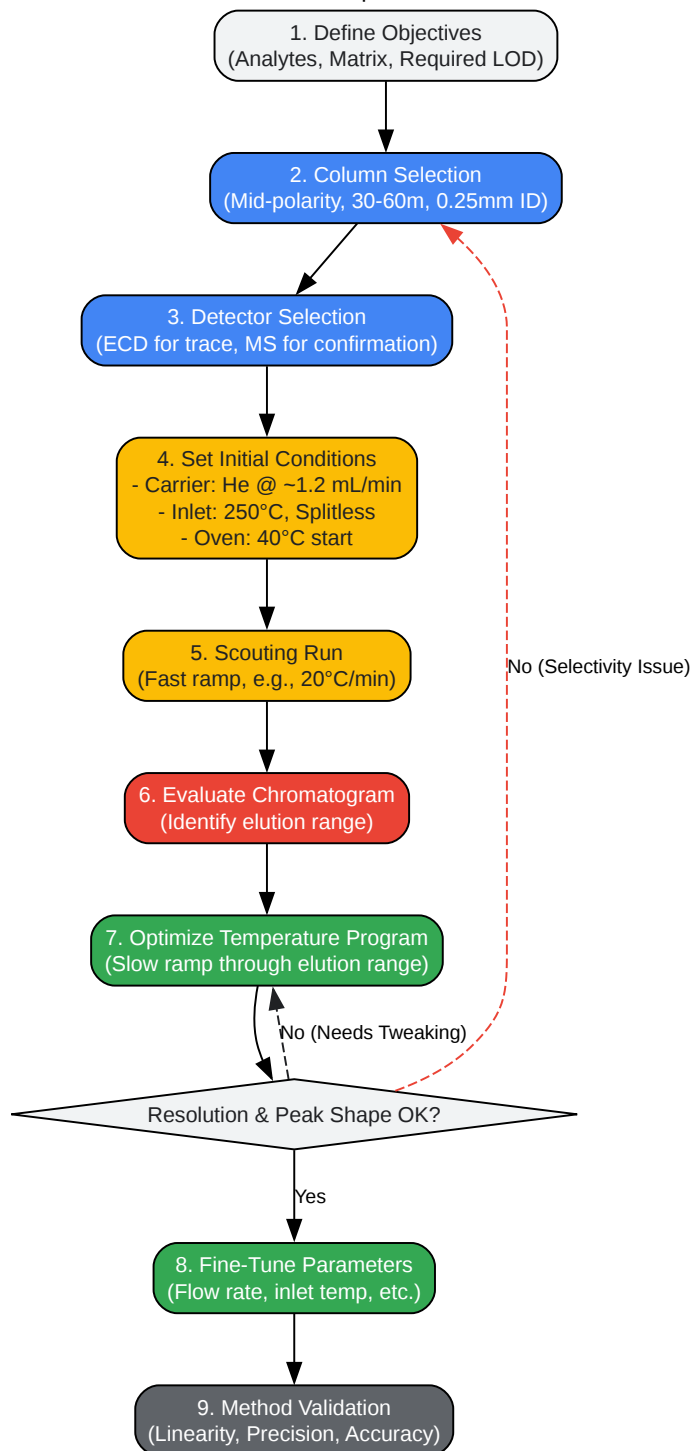 1. Define Objectives
(Analytes, Matrix, Required LOD)
2. Column Selection
(Mid-polarity, 30-60m, 0.25mm ID)
3. Detector Selection
(ECD for trace, MS for confirmation)
4. Set Initial Conditions
- Carrier: He @ ~1.2 mL/min
- Inlet: 250°C, Splitless
- Oven: 40°C start
5. Scouting Run
(Fast ramp, e.g., 20°C/min)
No (Selectivity Issue)
6. Evaluate Chromatogram
(Identify elution range)
7. Optimize Temperature Program
(Slow ramp through elution range)
No (Needs Tweaking)
Resolution & Peak Shape OK?
Yes
8. Fine-Tune Parameters
(Flow rate, inlet temp, etc.)
9. Method Validation
(Linearity, Precision, Accuracy)